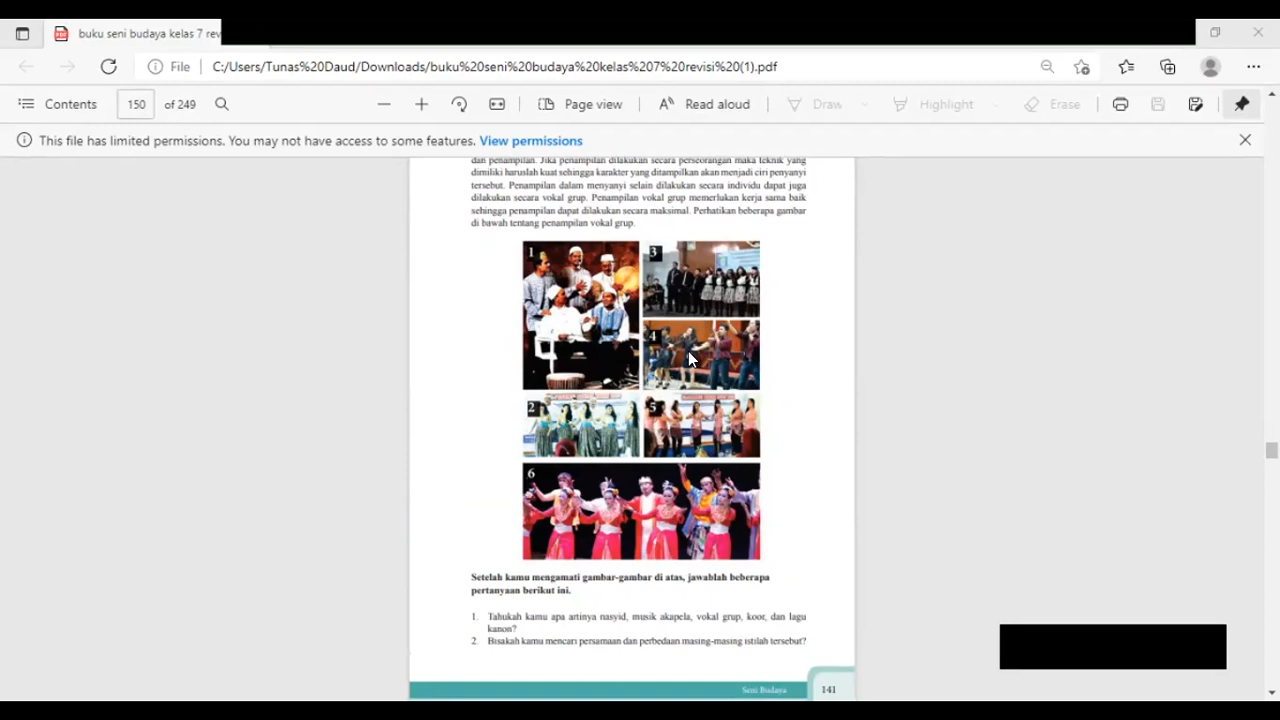 buku seni budaya kelas 7 rev
File C:/Users/Tunas%20Daud/Downloads/buku%20seni%20budaya%20kelas%207%20revisi%20(1).pdf
Contents 150 of 249 Page view Read aloud Draw Highlight Erase
This file has limited permissions. You may not have access to some features. View permissions
dan penampilan. Jika penampilan dilakukan secara perseorangan maka teknik yang
dimiliki haruslah kuat sehingga karakter yang ditampilkan akan menjadi ciri penyanyi
tersebut. Penampilan dalam menyanyi selain dilakukan secara individu dapat juga
dilakukan secara vokal grup. Penampilan vokal grup memerlukan kerja sama baik
sehingga penampilan dapat dilakukan secara maksimal. Perhatikan beberapa gambar
di bawah tentang penampilan vokal grup.
1
3
4
2
5
6
Setelah kamu mengamati gambar-gambar di atas, jawablah beberapa
pertanyaan berikut ini.
1. Tahukah kamu apa artinya nasyid, musik akapela, vokal grup, koor, dan lagu
kanon?
2. Bisakah kamu mencari persamaan dan perbedaan masing-masing istilah tersebut?
Seni Budaya 141